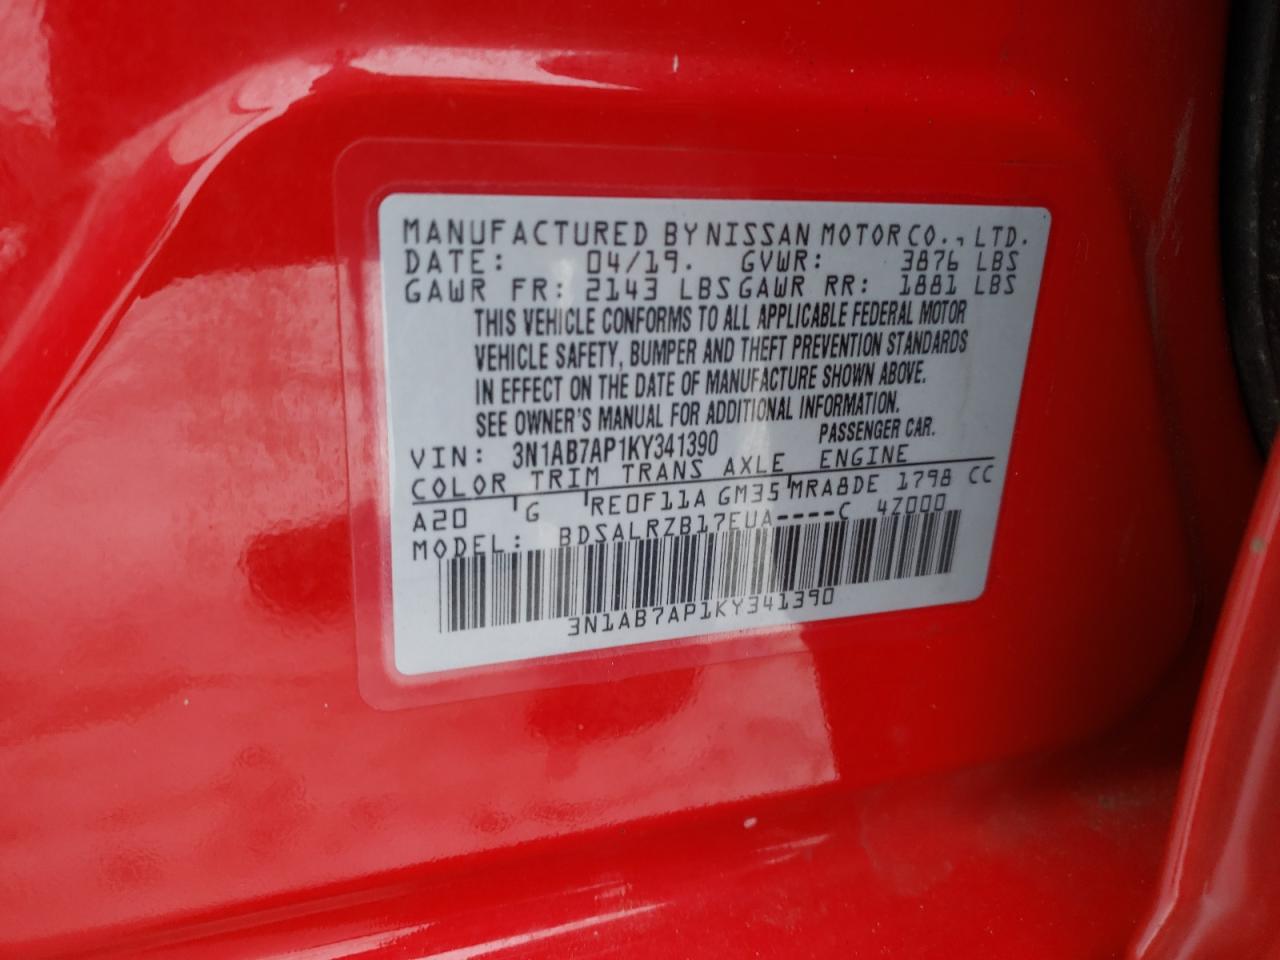 MANUFACTURED BY NISSAN MOTOR CO., LTD.
DATE: 04/19. GVWR: 3876 LBS
GAWR FR: 2143 LBS GAWR RR: 1881 LBS
THIS VEHICLE CONFORMS TO ALL APPLICABLE FEDERAL MOTOR
VEHICLE SAFETY, BUMPER AND THEFT PREVENTION STANDARDS
IN EFFECT ON THE DATE OF MANUFACTURE SHOWN ABOVE.
SEE OWNER'S MANUAL FOR ADDITIONAL INFORMATION.
VIN: 3N1AB7AP1KY341390 PASSENGER CAR.
COLOR TRIM TRANS AXLE ENGINE
A20 G RE0F11A GM35 MRA8DE 1798 CC
MODEL: BDSALRZB17EUA----C 4Z000
3N1AB7AP1KY341390